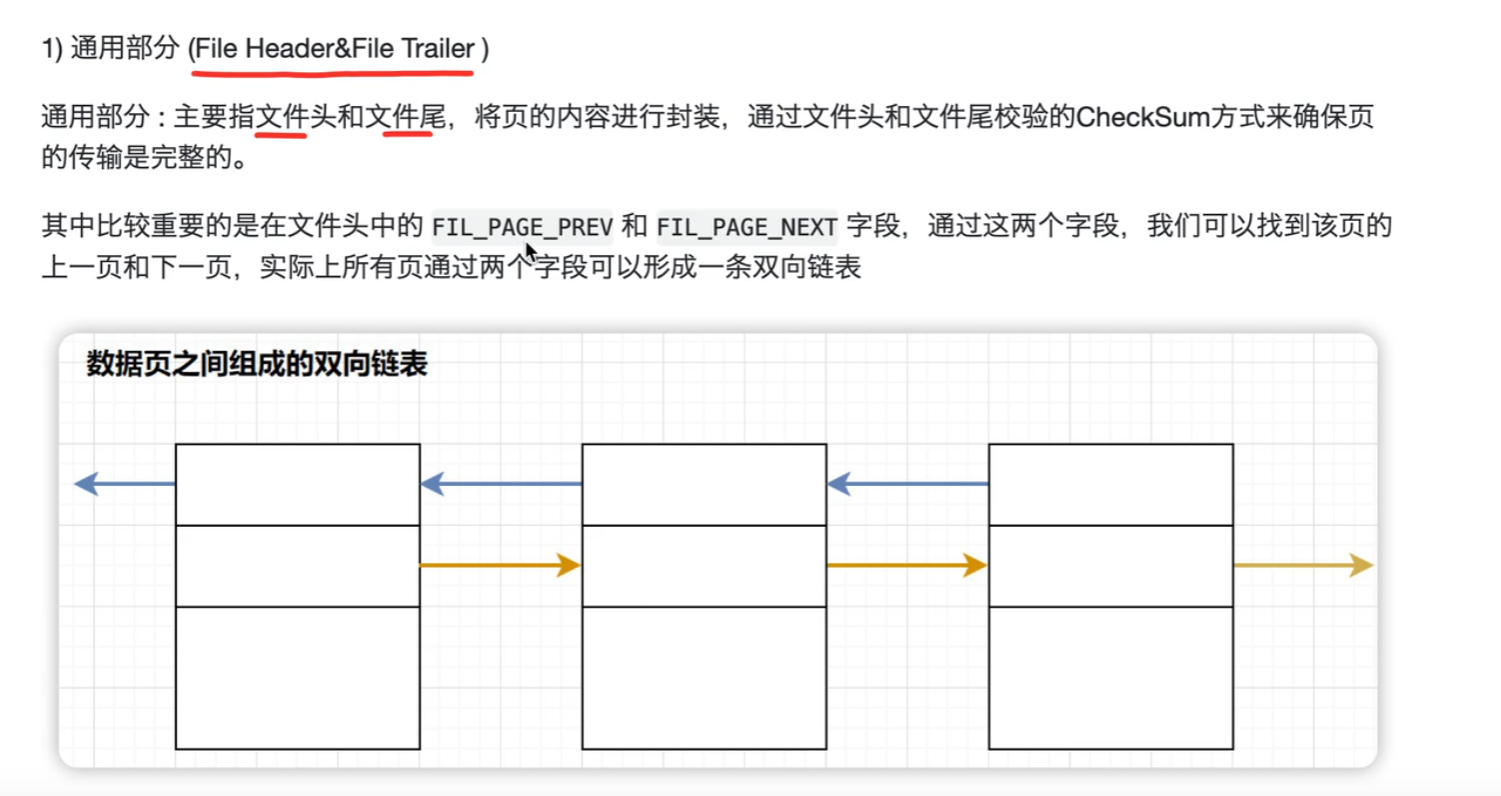 1) 通用部分 (File Header&File Trailer )
通用部分 : 主要指文件头和文件尾，将页的内容进行封装，通过文件头和文件尾校验的CheckSum方式来确保页
的传输是完整的。
其中比较重要的是在文件头中的 FIL_PAGE_PREV 和 FIL_PAGE_NEXT 字段，通过这两个字段，我们可以找到该页的
上一页和下一页，实际上所有页通过两个字段可以形成一条双向链表
数据页之间组成的双向链表